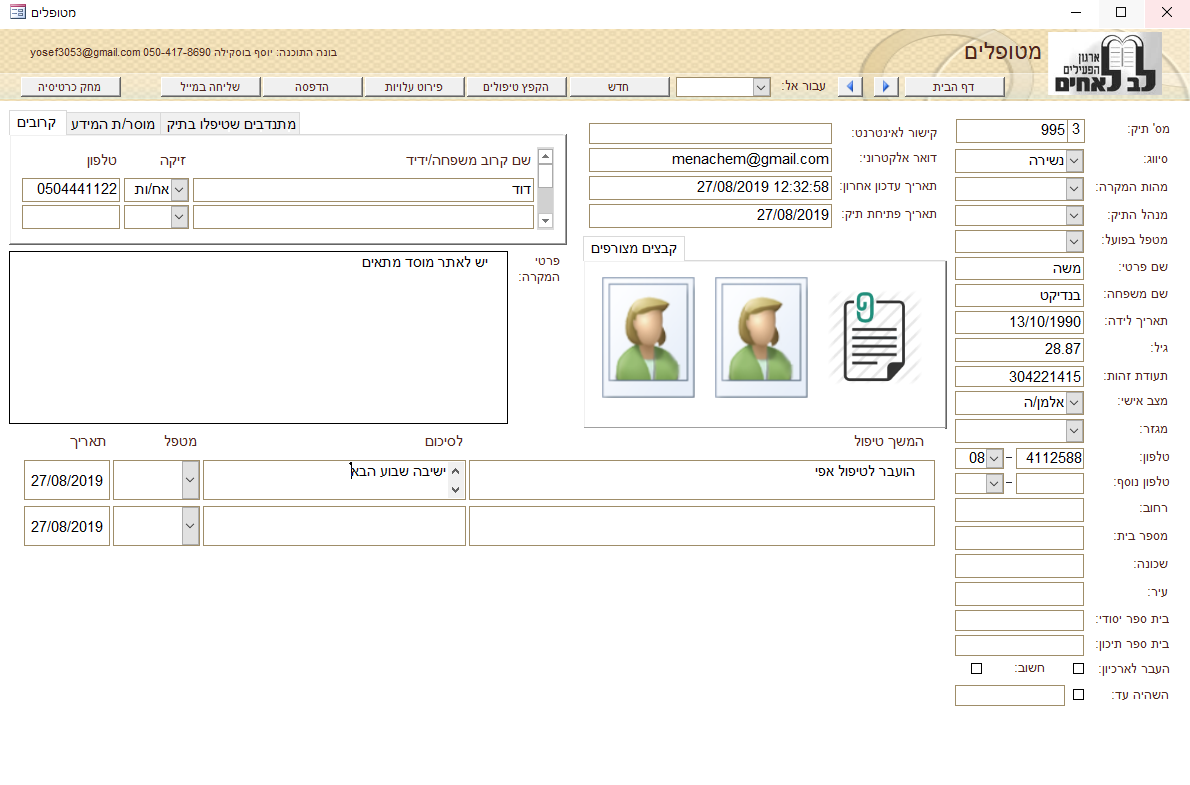 מטופלים
ארגון
הפעילים
לב לאחים
מטופלים
בונה התוכנה: יוסף בוסקילה 050-417-8690 yosef3053@gmail.com
דף הבית
עבור אל:
חדש
הקפץ טיפולים
פירוט עלויות
הדפסה
שליחה במייל
מחק כרטיסיה
מס' תיק: 3 995
סיווג: נשירה
מהות המקרה:
מנהל התיק:
מטפל בפועל:
שם פרטי: משה
שם משפחה: בנדיקט
תאריך לידה: 13/10/1990
גיל: 28.87
תעודת זהות: 304221415
מצב אישי: אלמן/ה
מגזר:
טלפון: 4112588 - 08
טלפון נוסף: -
רחוב:
מספר בית:
שכונה:
עיר:
בית ספר יסודי:
בית ספר תיכון:
העבר לארכיון: חשוב:
השהיה עד:
קישור לאינטרנט:
דואר אלקטרוני: menachem@gmail.com
תאריך עדכון אחרון: 27/08/2019 12:32:58
תאריך פתיחת תיק: 27/08/2019
קבצים מצורפים
מתנדבים שטיפלו בתיק
מוסר/ת המידע
קרובים
שם קרוב משפחה/ידיד זיקה טלפון
דוד אח/ות 0504441122
פרטי
המקרה:
יש לאתר מוסד מתאים
המשך טיפול לסיכום מטפל תאריך
הועבר לטיפול אפי ישיבה שבוע הבא 27/08/2019
27/08/2019